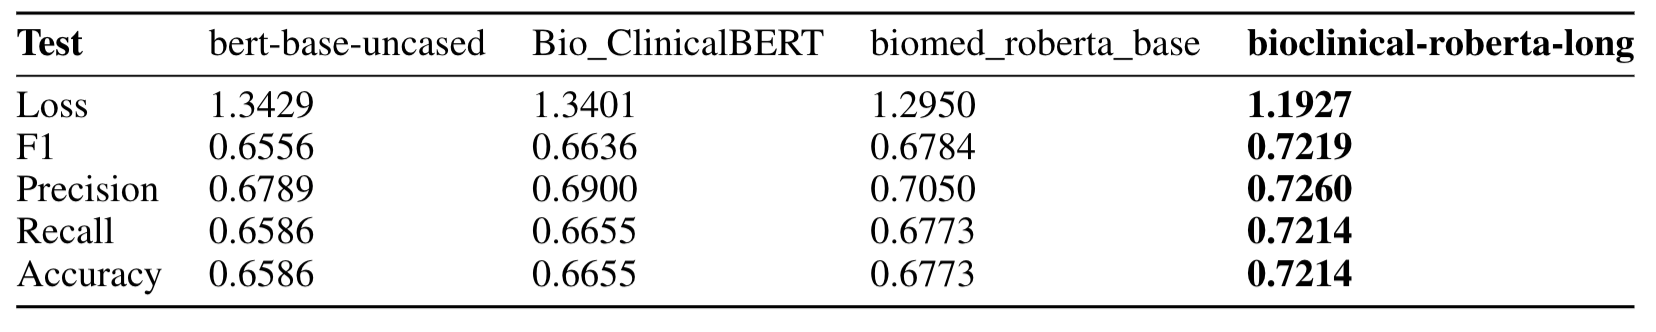 Test bert-base-uncased Bio_ClinicalBERT biomed_roberta_base bioclinical-roberta-long
Loss 1.3429 1.3401 1.2950 1.1927
F1 0.6556 0.6636 0.6784 0.7219
Precision 0.6789 0.6900 0.7050 0.7260
Recall 0.6586 0.6655 0.6773 0.7214
Accuracy 0.6586 0.6655 0.6773 0.7214